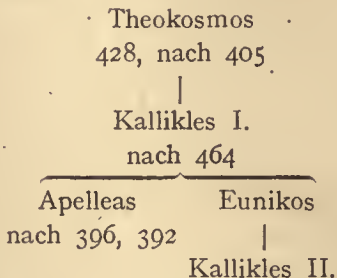 Theokosmos
428, nach 405
Kallikles I.
nach 464
Apelleas Eunikos
nach 396, 392
Kallikles II.